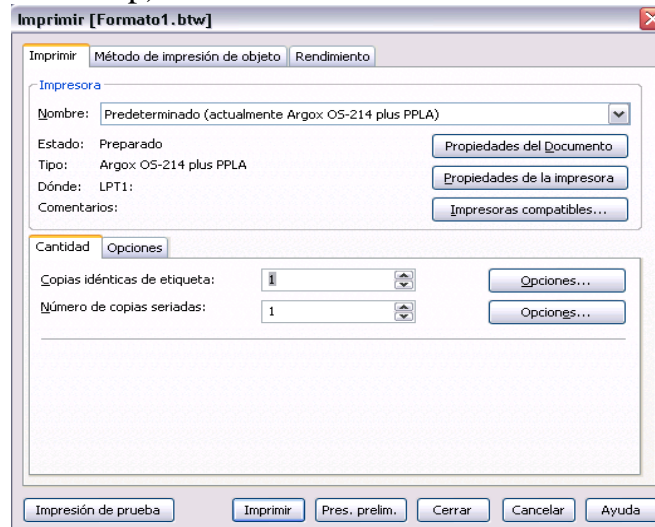 Imprimir [Formato1.btw]
Imprimir Método de impresión de objeto Rendimiento
Impresora
Nombre: Predeterminado (actualmente Argox OS-214 plus PPLA)
Estado: Preparado Propiedades del Documento
Tipo: Argox OS-214 plus PPLA
Dónde: LPT1: Propiedades de la impresora
Comentarios: Impresoras compatibles...
Cantidad Opciones
Copias idénticas de etiqueta: 1 Opciones...
Número de copias seriadas: 1 Opciones...
Impresión de prueba Imprimir Pres. prelim. Cerrar Cancelar Ayuda